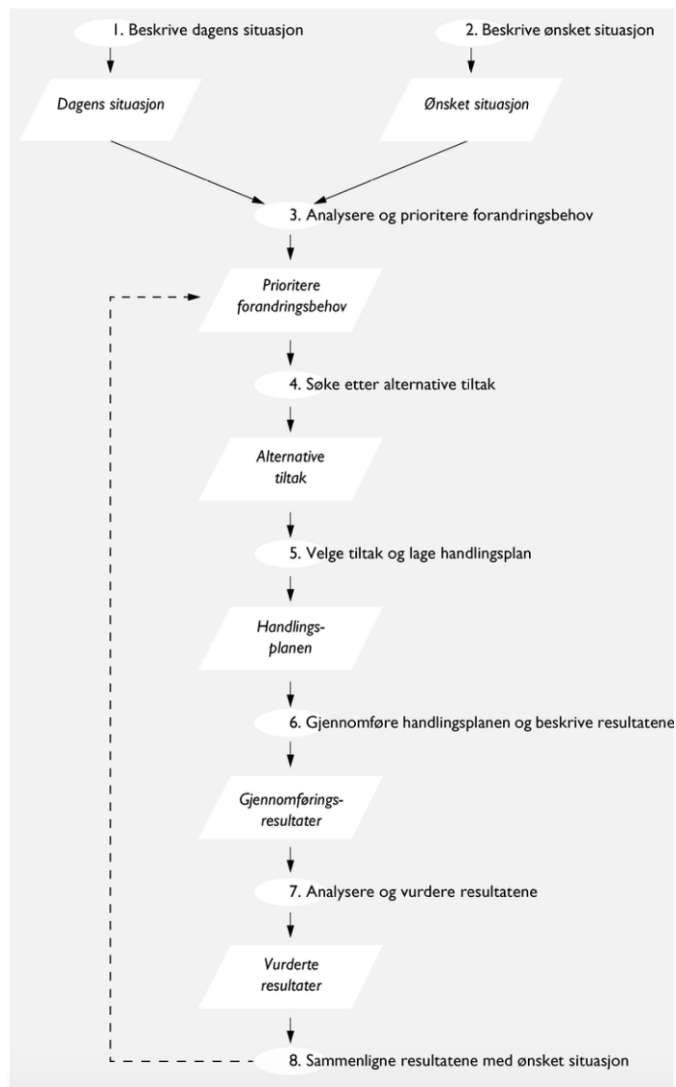 1. Beskrive dagens situasjon
2. Beskrive ønsket situasjon
Dagens situasjon
Ønsket situasjon
3. Analysere og prioritere forandringsbehov
Prioritere
forandringsbehov
4. Søke etter alternative tiltak
Alternative
tiltak
5. Velge tiltak og lage handlingsplan
Handlings-
planen
6. Gjennomføre handlingsplanen og beskrive resultatene
Gjennomførings-
resultater
7. Analysere og vurdere resultatene
Vurderte
resultater
8. Sammenligne resultatene med ønsket situasjon